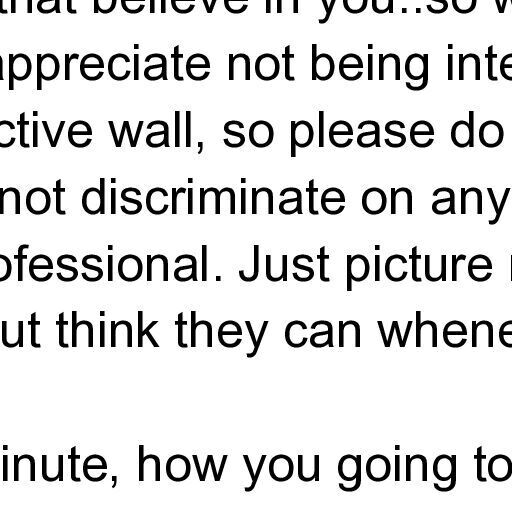 that believe in you..so w
appreciate not being inte
ctive wall, so please do
not discriminate on any
ofessional. Just picture
ut think they can whene
inute, how you going to